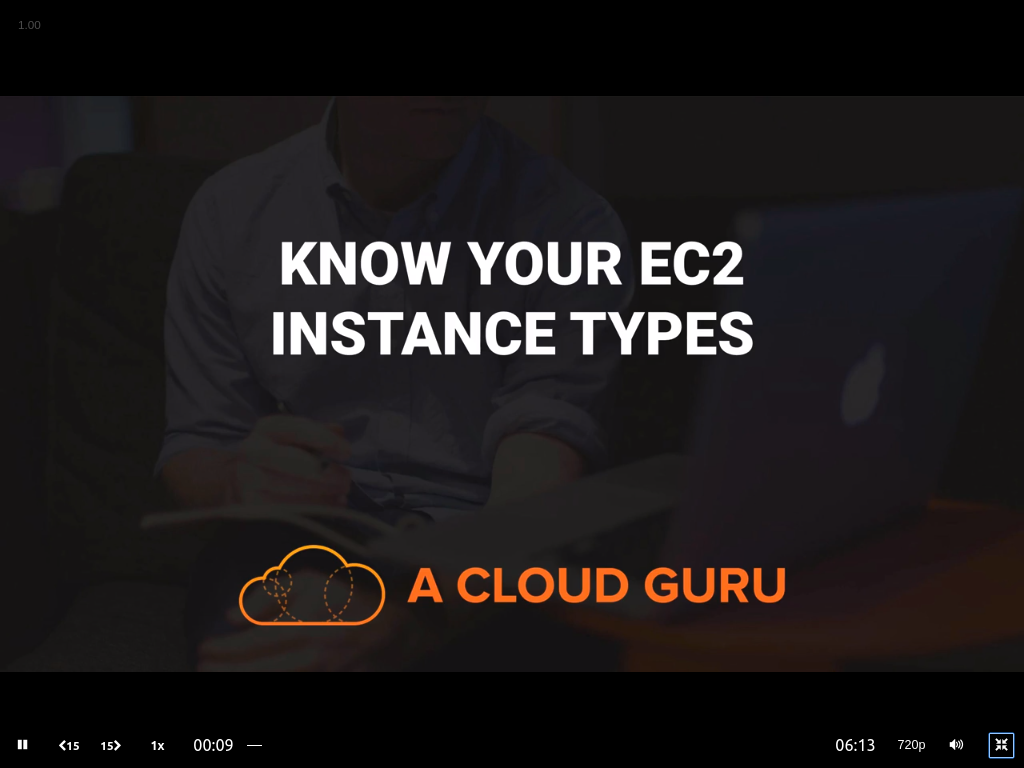 1.00
KNOW YOUR EC2
INSTANCE TYPES
A CLOUD GURU
15 15 1x 00:09 06:13 720p